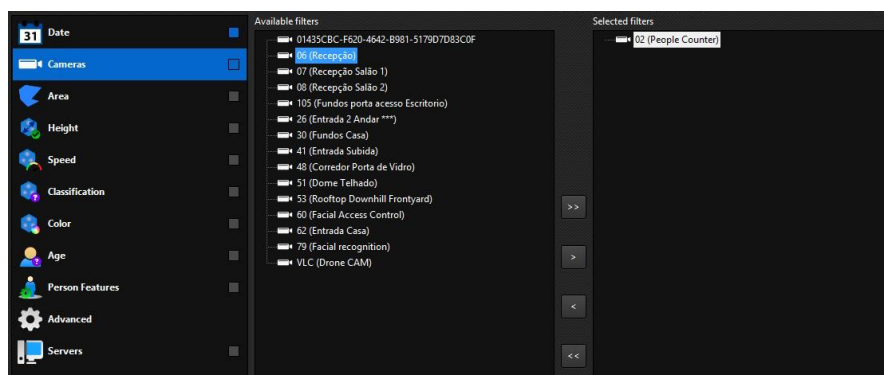 31 Date
Cameras
Area
Height
Speed
Classification
Color
Age
Person Features
Advanced
Servers
Available filters
01435CBC-F620-4642-B981-5179D7D83C0F
06 (Recepção)
07 (Recepção Salão 1)
08 (Recepção Salão 2)
105 (Fundos porta acesso Escritorio)
26 (Entrada 2 Andar ***)
30 (Fundos Casa)
41 (Entrada Subida)
48 (Corredor Porta de Vidro)
51 (Dome Telhado)
53 (Rooftop Downhill Frontyard)
60 (Facial Access Control)
62 (Entrada Casa)
79 (Facial recognition)
VLC (Drone CAM)
>>
>
<
<<
Selected filters
02 (People Counter)